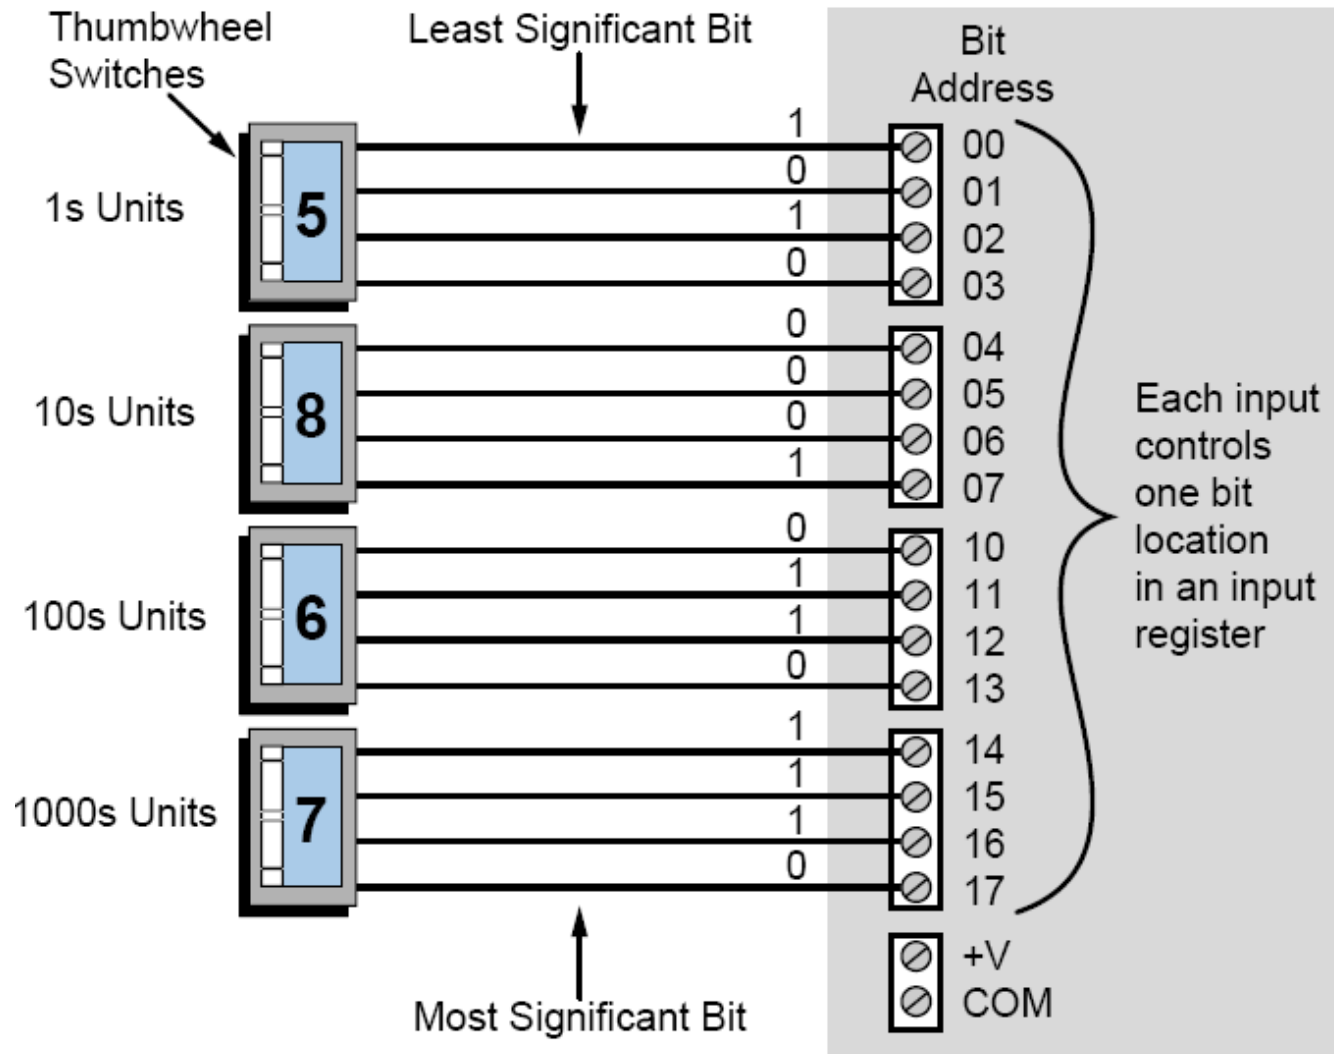 Thumbwheel
Switches
Least Significant Bit
Bit
Address
1s Units
5
1
0
1
0
00
01
02
03
10s Units
8
0
0
0
1
04
05
06
07
100s Units
6
0
1
1
0
10
11
12
13
1000s Units
7
1
1
1
0
14
15
16
17
Each input
controls
one bit
location
in an input
register
+V
COM
Most Significant Bit